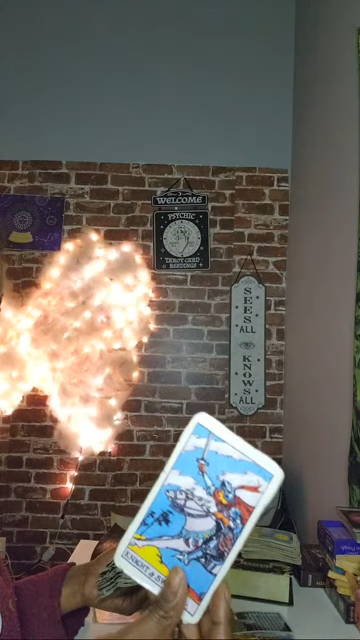 WELCOME
PSYCHIC
TAROT CARD
READINGS
SEES
ALL
KNOWS
ALL
KNIGHT of